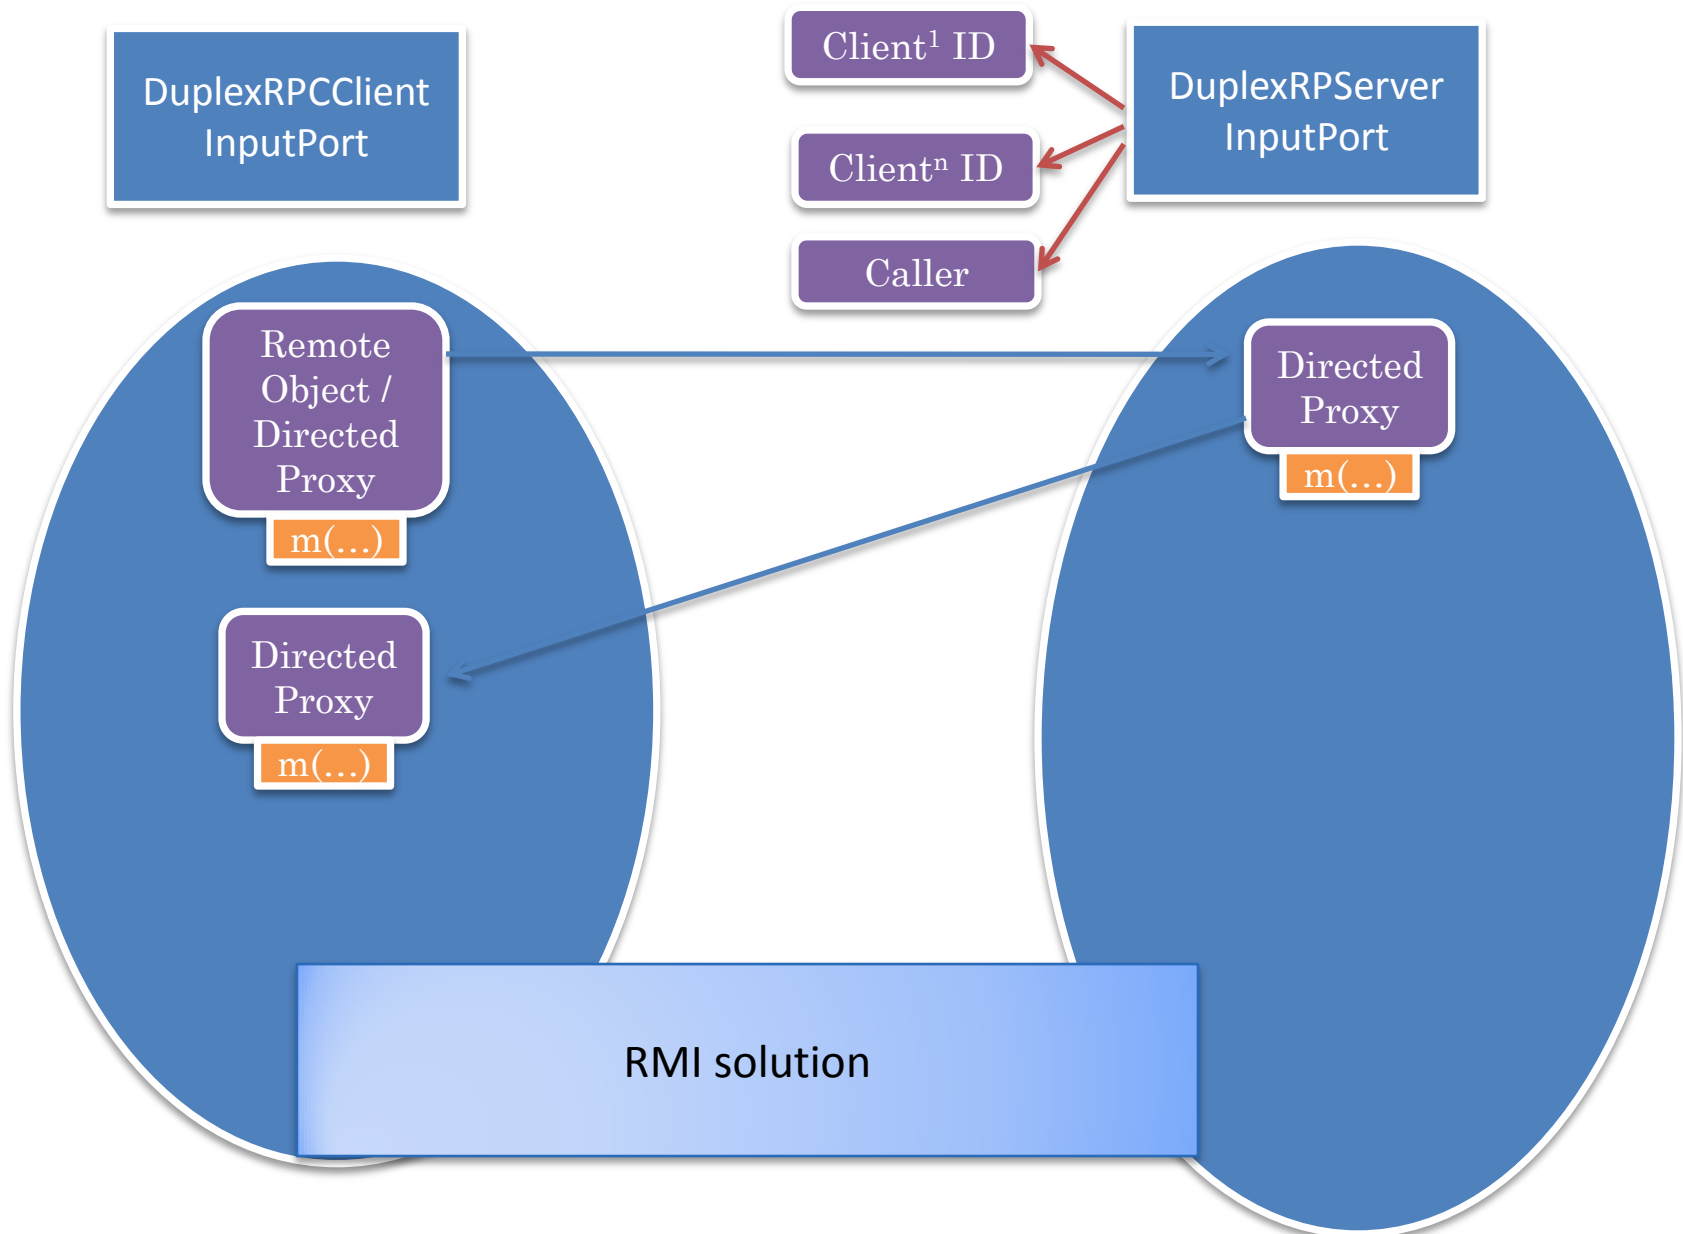 DuplexRPCClient
InputPort
Client¹ ID
Clientⁿ ID
Caller
DuplexRPServer
InputPort
Remote
Object /
Directed
Proxy
m(…)
Directed
Proxy
m(…)
Directed
Proxy
m(…)
RMI solution